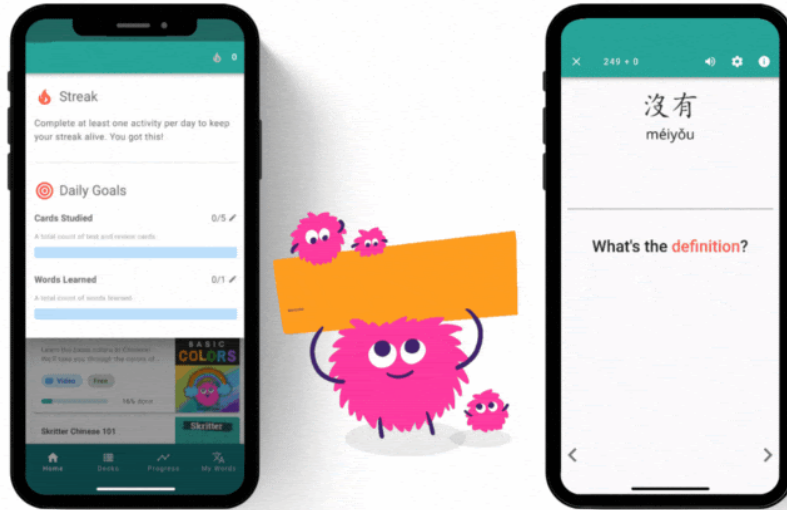 0
Streak
Complete at least one activity per day to keep
your streak alive. You got this!
Daily Goals
Cards Studied 0/5
A total count of test and review cards.
Words Learned 0/1
A total count of words learned.
BASIC
COLORS
Video Free
16% done
Skritter Chinese 101
Skritter
Home Decks Progress My Words
249 + 0
沒有
méiyǒu
What's the definition?